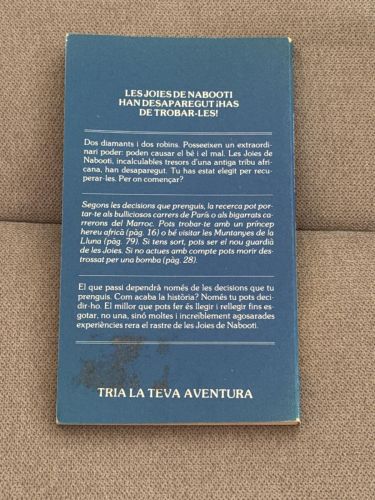 LES JOIES DE NABOOTI
HAN DESAPAREGUT ¡HAS
DE TROBAR-LES!
Dos diamants i dos robins. Posseeixen un extraordi-
nari poder: poden causar el bé i el mal. Les Joies de
Nabooti, incalculables tresors d'una antiga tribu afri-
cana, han desaparegut. Tu has estat elegit per recu-
perar-les. Per on començar?
Segons les decisions que prenguis, la recerca pot por-
tar-te als bulliciosos carrers de París o als bigarrats ca-
rrerons del Marroc. Pots trobar-te amb un príncep
hereu africà (pàg. 16) o bé visitar les Muntanyes de la
Lluna (pàg. 79). Si tens sort, pots ser el nou guardià
de les Joies. Si no actues amb compte pots morir des-
trossat per una bomba (pàg. 28).
El que passi dependrà només de les decisions que tu
prenguis. Com acaba la història? Només tu pots deci-
dir-ho. El millor que pots fer és llegir i rellegir fins es-
gotar, no una, sinó moltes i increïblement agosarades
experiències rera el rastre de les Joies de Nabooti.
TRIA LA TEVA AVENTURA